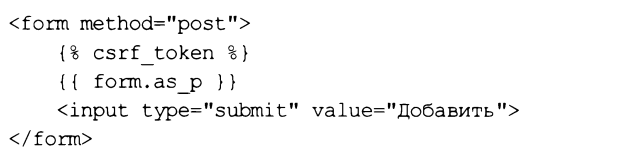 <form method="post">
    {% csrf_token %}
    {{ form.as_p }}
    <input type="submit" value="Добавить">
</form>